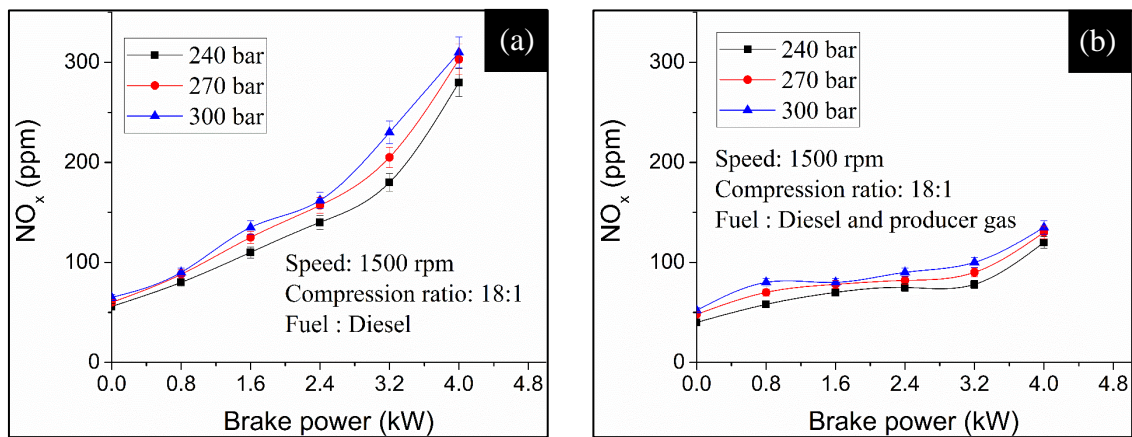 (a)
240 bar
270 bar
300 bar
Speed: 1500 rpm
Compression ratio: 18:1
Fuel : Diesel
NOx (ppm)
300
200
100
0
0.0 0.8 1.6 2.4 3.2 4.0 4.8
Brake power (kW)
(b)
240 bar
270 bar
300 bar
Speed: 1500 rpm
Compression ratio: 18:1
Fuel : Diesel and producer gas
NOx (ppm)
300
200
100
0
0.0 0.8 1.6 2.4 3.2 4.0 4.8
Brake power (kW)